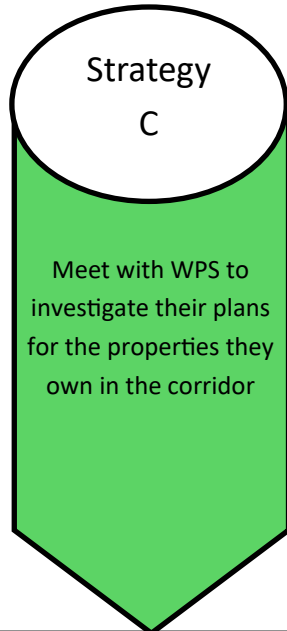 Strategy
C
Meet with WPS to
investigate their plans
for the properties they
own in the corridor